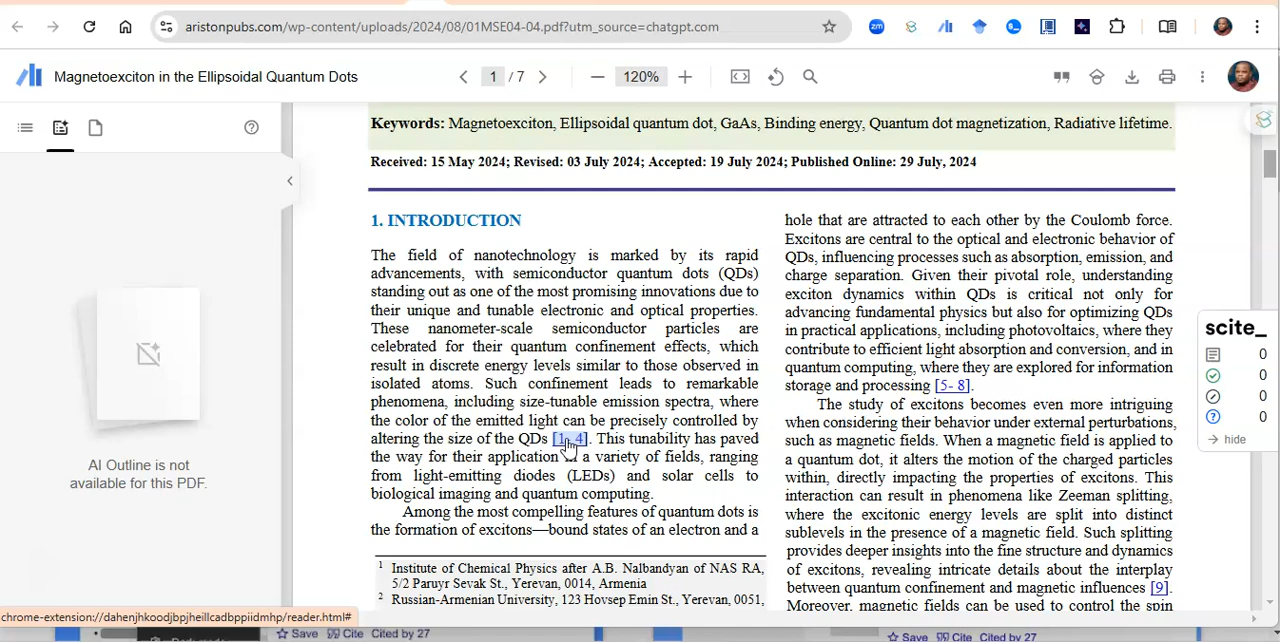 aristonpubs.com/wp-content/uploads/2024/08/01MSE04-04.pdf?utm_source=chatgpt.com
zm
Magnetoexciton in the Ellipsoidal Quantum Dots
1 / 7
120%
Keywords: Magnetoexciton, Ellipsoidal quantum dot, GaAs, Binding energy, Quantum dot magnetization, Radiative lifetime.
Received: 15 May 2024; Revised: 03 July 2024; Accepted: 19 July 2024; Published Online: 29 July, 2024
AI Outline is not
available for this PDF.
1. INTRODUCTION
The field of nanotechnology is marked by its rapid
advancements, with semiconductor quantum dots (QDs)
standing out as one of the most promising innovations due to
their unique and tunable electronic and optical properties.
These nanometer-scale semiconductor particles are
celebrated for their quantum confinement effects, which
result in discrete energy levels similar to those observed in
isolated atoms. Such confinement leads to remarkable
phenomena, including size-tunable emission spectra, where
the color of the emitted light can be precisely controlled by
altering the size of the QDs [1- 4]. This tunability has paved
the way for their application in a variety of fields, ranging
from light-emitting diodes (LEDs) and solar cells to
biological imaging and quantum computing.
Among the most compelling features of quantum dots is
the formation of excitons—bound states of an electron and a
1 Institute of Chemical Physics after A.B. Nalbandyan of NAS RA,
5/2 Paruyr Sevak St., Yerevan, 0014, Armenia
2 Russian-Armenian University, 123 Hovsep Emin St., Yerevan, 0051,
hole that are attracted to each other by the Coulomb force.
Excitons are central to the optical and electronic behavior of
QDs, influencing processes such as absorption, emission, and
charge separation. Given their pivotal role, understanding
exciton dynamics within QDs is critical not only for
advancing fundamental physics but also for optimizing QDs
in practical applications, including photovoltaics, where they
contribute to efficient light absorption and conversion, and in
quantum computing, where they are explored for information
storage and processing [5- 8].
The study of excitons becomes even more intriguing
when considering their behavior under external perturbations,
such as magnetic fields. When a magnetic field is applied to
a quantum dot, it alters the motion of the charged particles
within, directly impacting the properties of excitons. This
interaction can result in phenomena like Zeeman splitting,
where the excitonic energy levels are split into distinct
sublevels in the presence of a magnetic field. Such splitting
provides deeper insights into the fine structure and dynamics
of excitons, revealing intricate details about the interplay
between quantum confinement and magnetic influences [9].
Moreover, magnetic fields can be used to control the spin
scite_
0
0
0
0
→ hide
chrome-extension://dahenjhkoodjbpjheillcadbppiidmhp/reader.html#
Save Cite Cited by 27
Save Cite Cited by 27